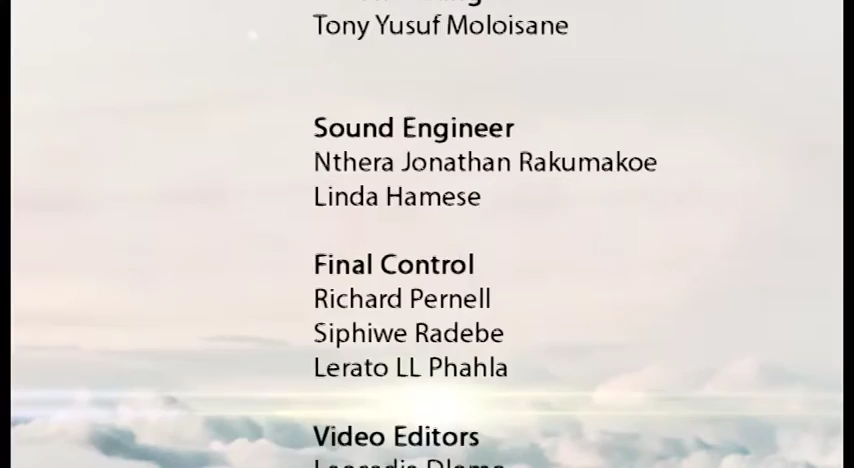 Tony Yusuf Moloisane
Sound Engineer
Nthera Jonathan Rakumakoe
Linda Hamese
Final Control
Richard Pernell
Siphiwe Radebe
Lerato LL Phahla
Video Editors